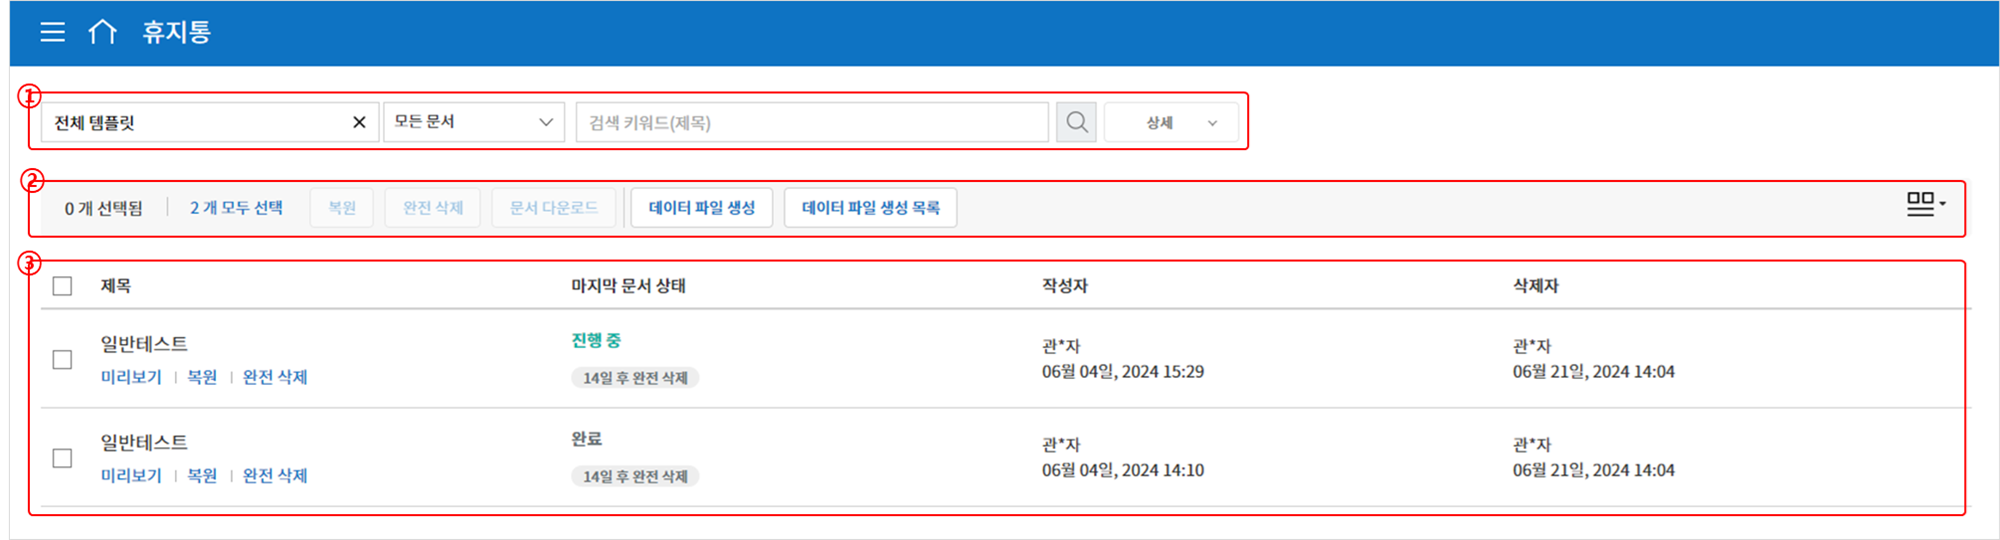 휴지통
①
전체 템플릿 모든 문서 검색 키워드(제목) 상세
②
0 개 선택됨 2 개 모두 선택 복원 완전 삭제 문서 다운로드 데이터 파일 생성 데이터 파일 생성 목록
③
제목 마지막 문서 상태 작성자 삭제자
일반테스트 진행 중 관*자 관*자
미리보기 복원 완전 삭제 14일 후 완전 삭제 06월 04일, 2024 15:29 06월 21일, 2024 14:04
일반테스트 완료 관*자 관*자
미리보기 복원 완전 삭제 14일 후 완전 삭제 06월 04일, 2024 14:10 06월 21일, 2024 14:04